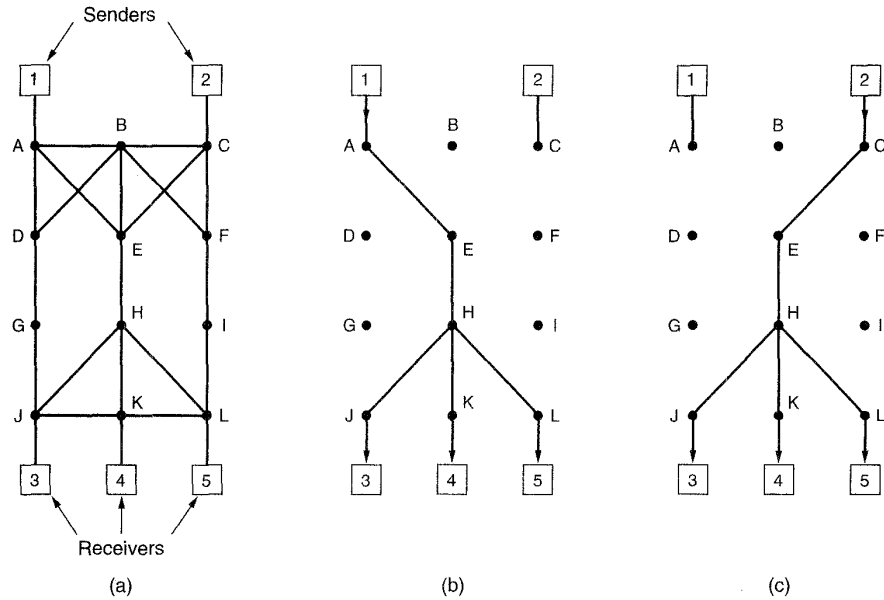 Senders
1 2 1 2 1 2
A B C A B C A B C
D E F D E F D E F
G H I G H I G H I
J K L J K L J K L
3 4 5 3 4 5 3 4 5
Receivers
(a) (b) (c)